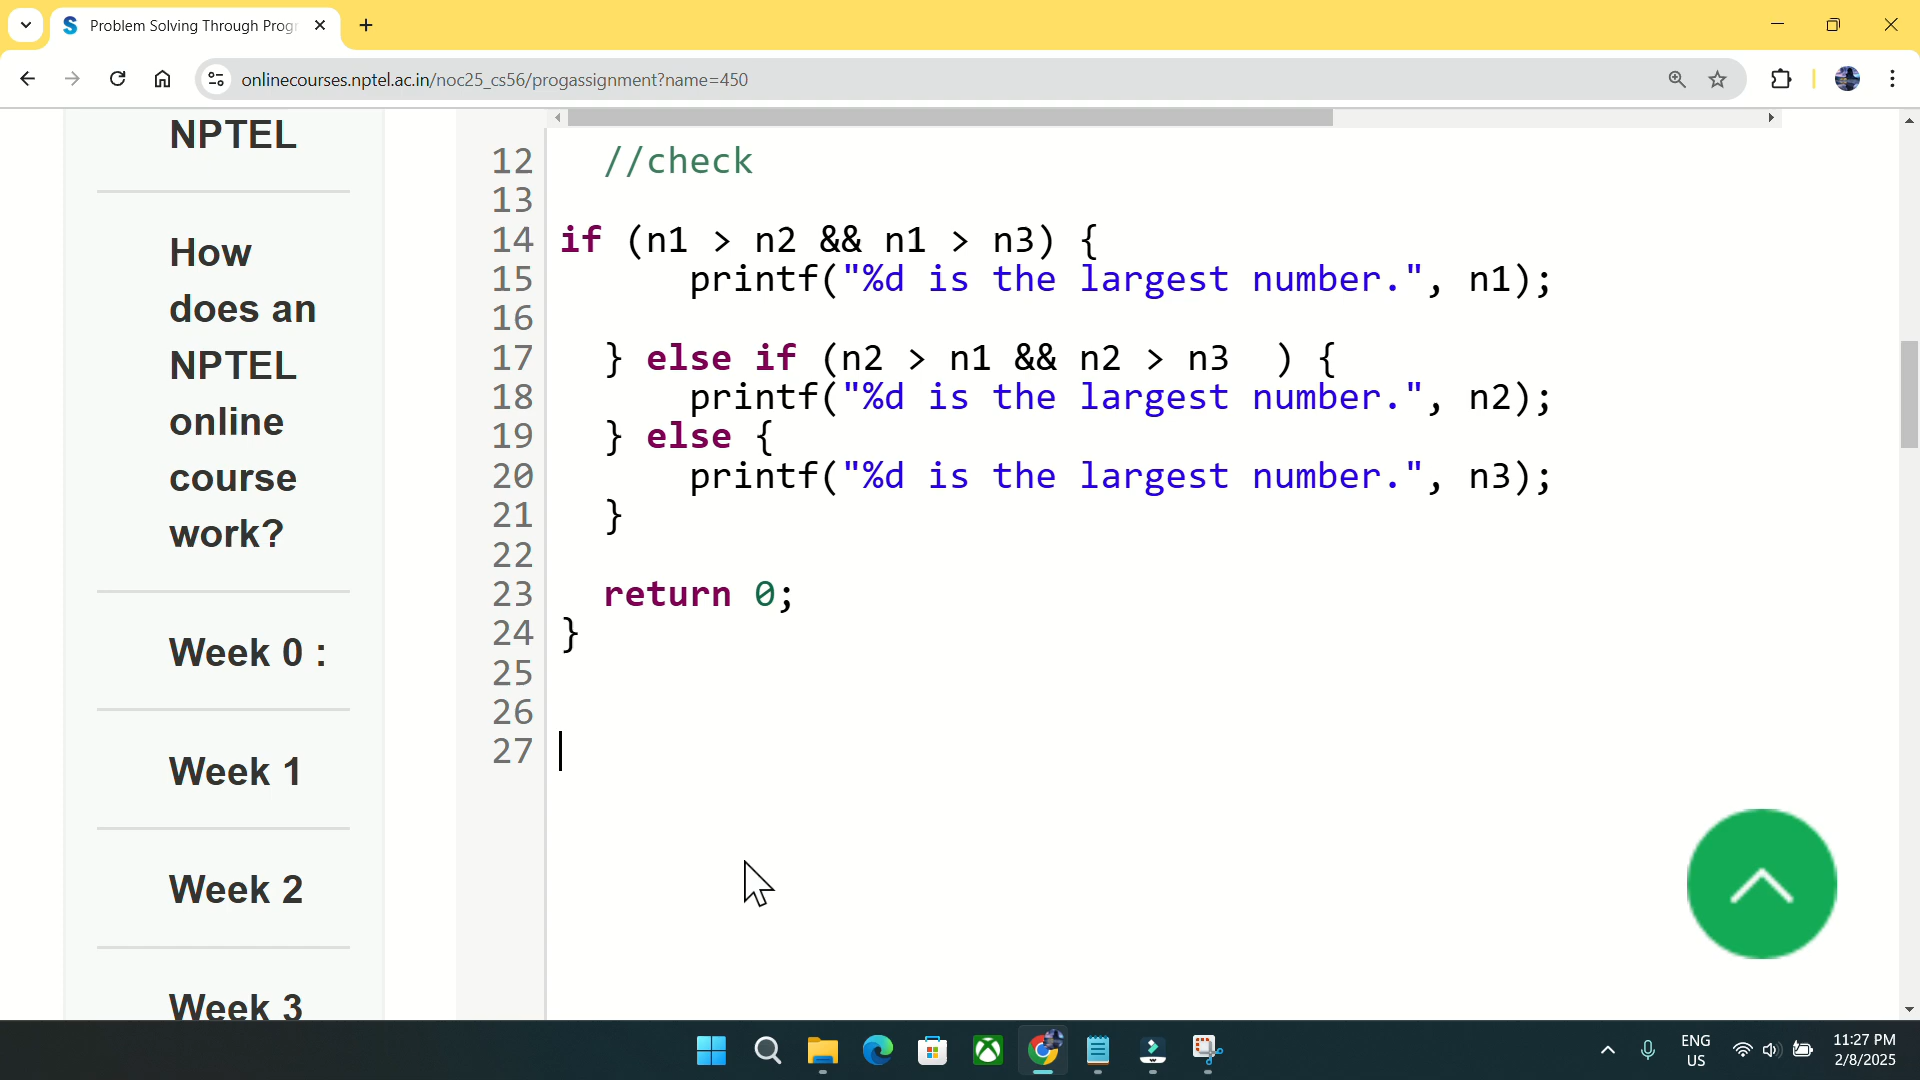 Problem Solving Through Progr
onlinecourses.nptel.ac.in/noc25_cs56/progassignment?name=450
NPTEL
How
does an
NPTEL
online
course
work?
Week 0 :
Week 1
Week 2
Week 3
12 //check
13
14 if (n1 > n2 && n1 > n3) {
15 printf("%d is the largest number.", n1);
16
17 } else if (n2 > n1 && n2 > n3 ) {
18 printf("%d is the largest number.", n2);
19 } else {
20 printf("%d is the largest number.", n3);
21 }
22
23 return 0;
24 }
25
26
27
ENG
US
11:27 PM
2/8/2025